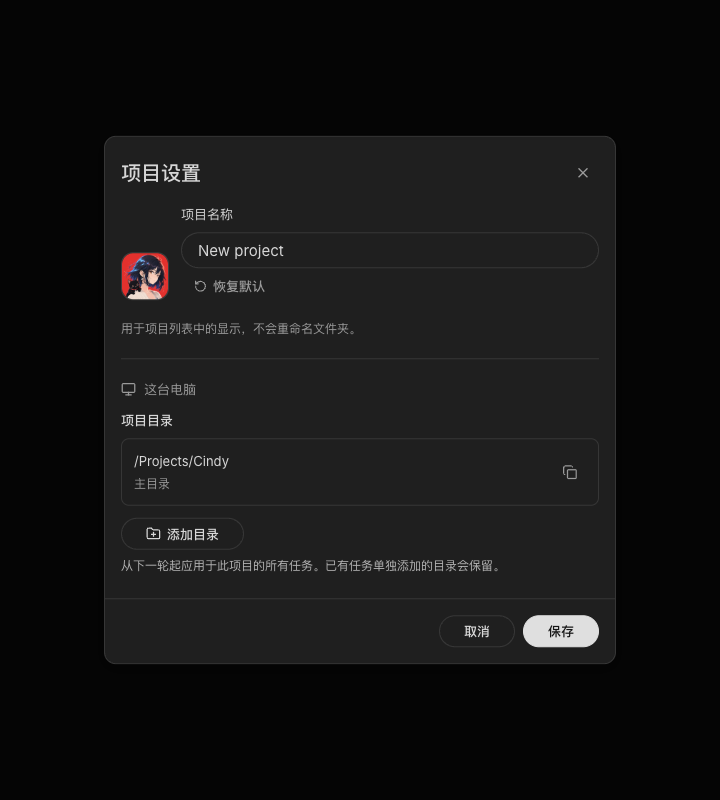 项目设置
项目名称
New project
恢复默认
用于项目列表中的显示，不会重命名文件夹。
这台电脑
项目目录
/Projects/Cindy
主目录
添加目录
从下一轮起应用于此项目的所有任务。已有任务单独添加的目录会保留。
取消
保存